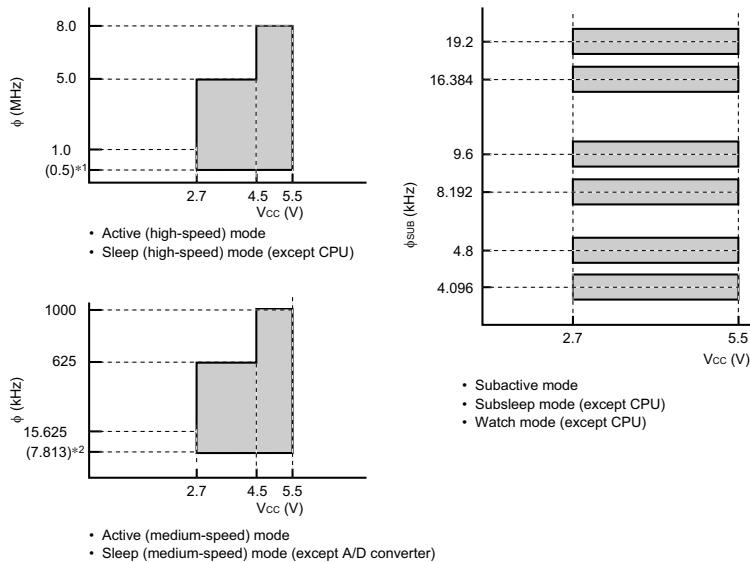 8.0
5.0
1.0
(0.5)*1
φ (MHz)
2.7 4.5 5.5
VCC (V)
• Active (high-speed) mode
• Sleep (high-speed) mode (except CPU)
1000
625
15.625
(7.813)*2
φ (kHz)
2.7 4.5 5.5
VCC (V)
• Active (medium-speed) mode
• Sleep (medium-speed) mode (except A/D converter)
19.2
16.384
9.6
8.192
4.8
4.096
φSUB (kHz)
2.7 5.5
VCC (V)
• Subactive mode
• Subsleep mode (except CPU)
• Watch mode (except CPU)